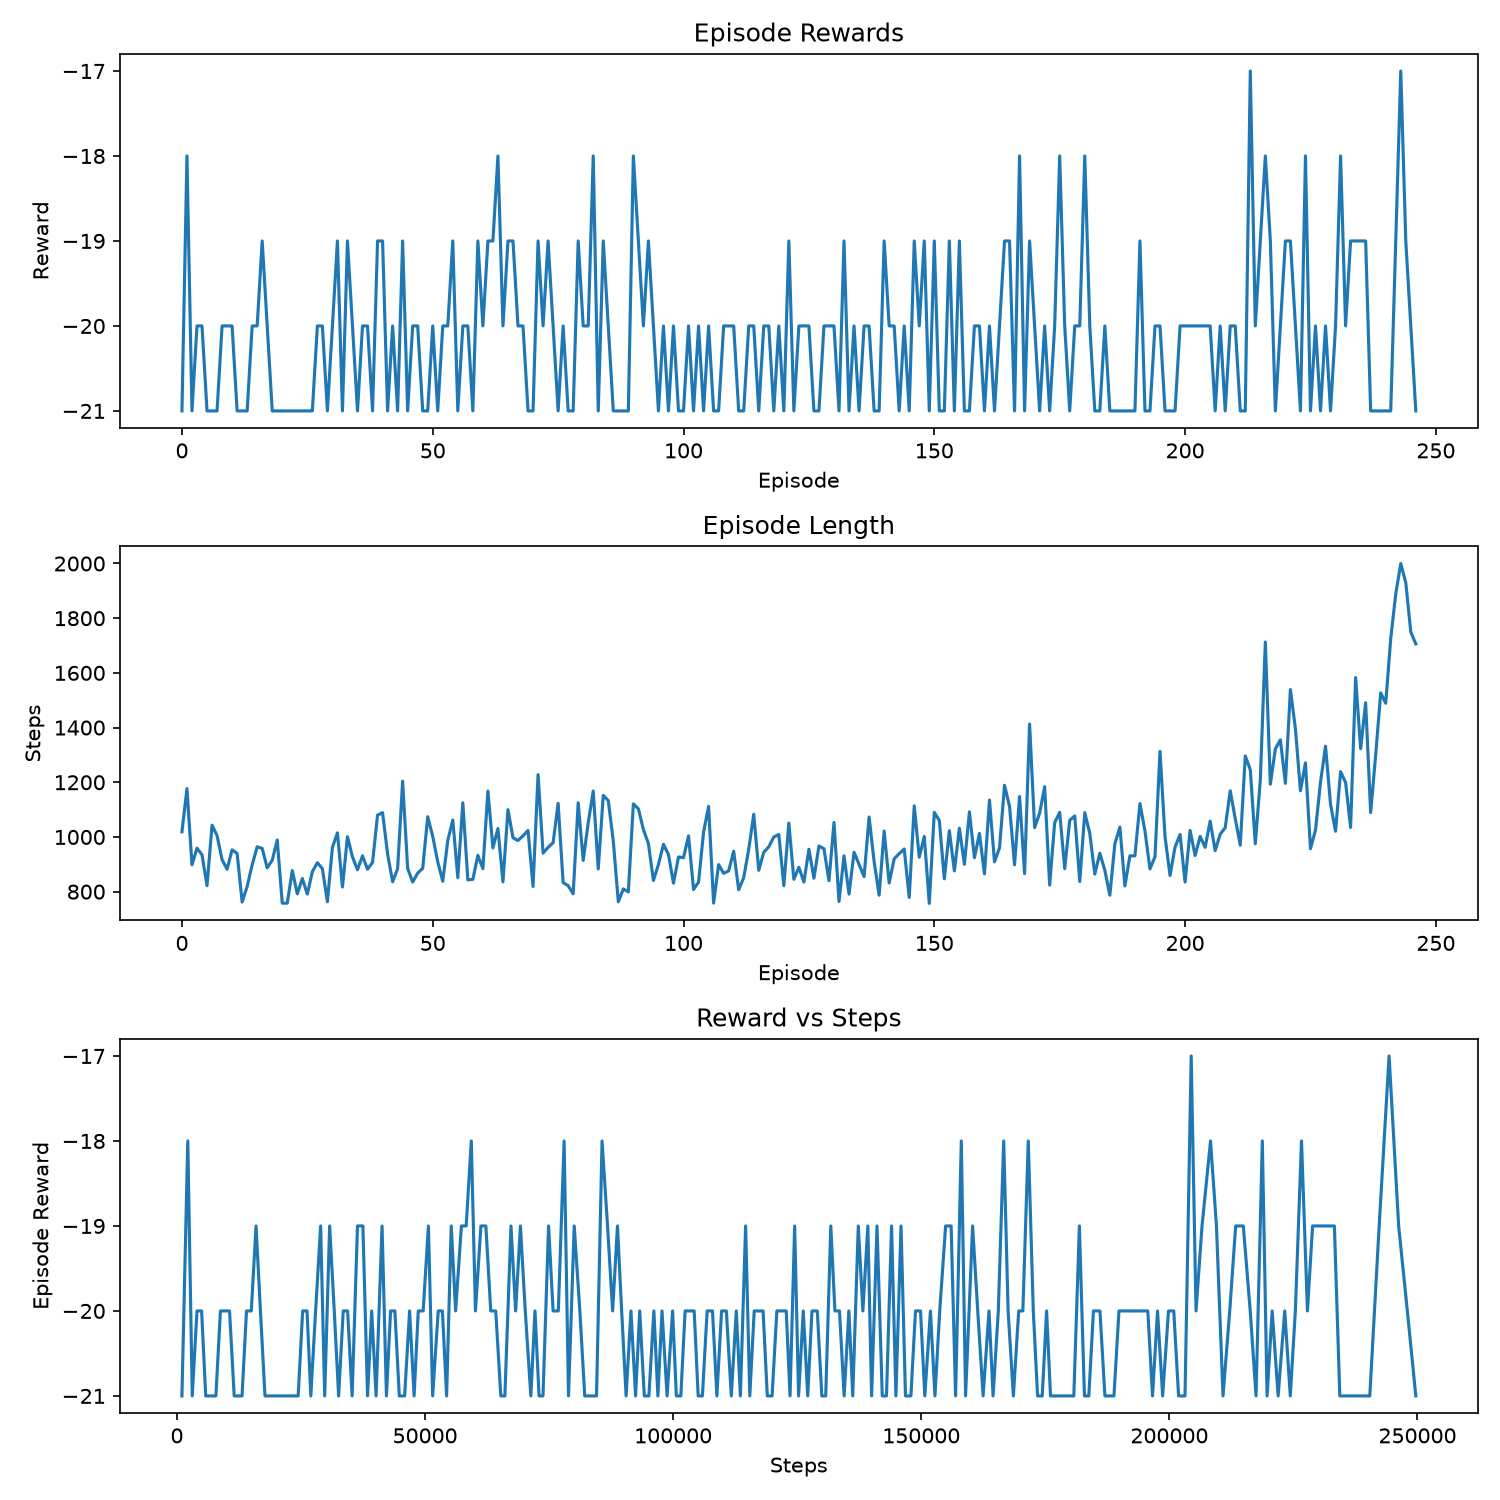 Episode Rewards
−17
−18
−19
−20
−21
Reward
0 50 100 150 200 250
Episode
Episode Length
2000
1800
1600
1400
1200
1000
800
Steps
0 50 100 150 200 250
Episode
Reward vs Steps
−17
−18
−19
−20
−21
Episode Reward
0 50000 100000 150000 200000 250000
Steps